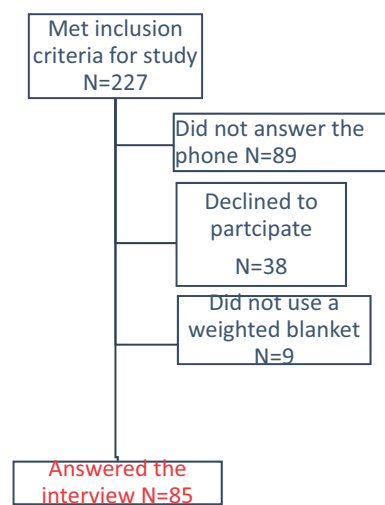 Met inclusion
criteria for study
N=227
Did not answer the
phone N=89
Declined to
partcipate
N=38
Did not use a
weighted blanket
N=9
Answered the
interview N=85